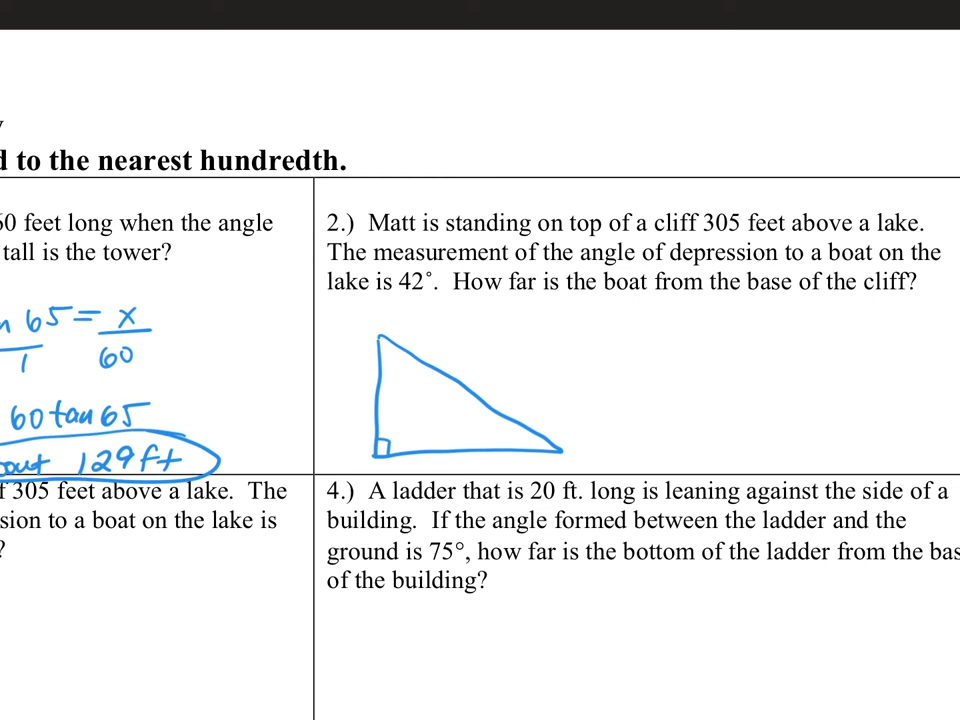 d to the nearest hundredth.
60 feet long when the angle
tall is the tower?
n 65 = x
1 60
60 tan 65
bout 129 ft
2.) Matt is standing on top of a cliff 305 feet above a lake.
The measurement of the angle of depression to a boat on the
lake is 42˚. How far is the boat from the base of the cliff?
f 305 feet above a lake. The
sion to a boat on the lake is
?
4.) A ladder that is 20 ft. long is leaning against the side of a
building. If the angle formed between the ladder and the
ground is 75°, how far is the bottom of the ladder from the bas
of the building?